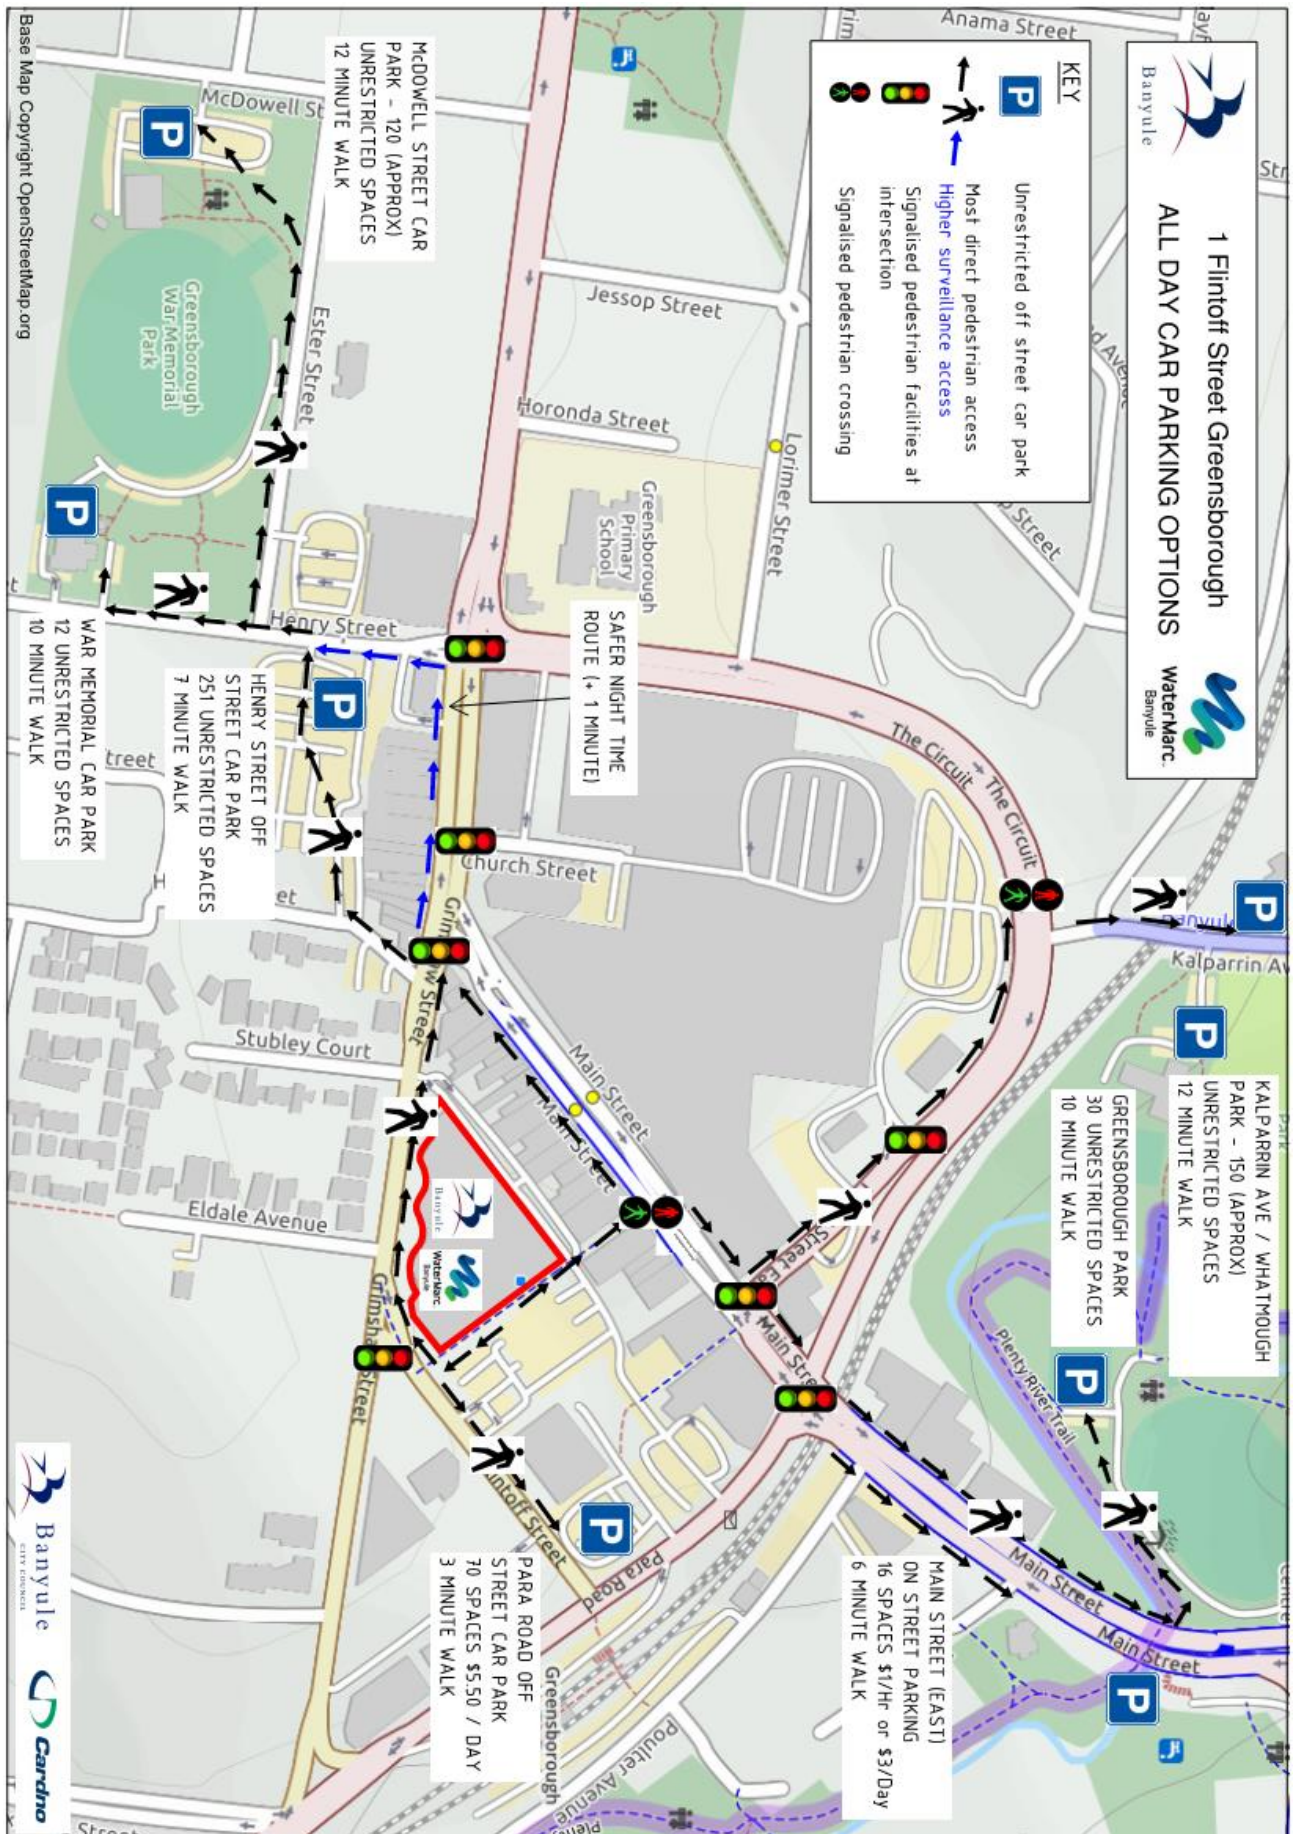 1 Flintoff Street Greensborough
ALL DAY CAR PARKING OPTIONS
Banyule
WaterMarc
Banyule
KEY
P
Unrestricted off street car park
Most direct pedestrian access
Higher surveillance access
Signalised pedestrian facilities at
intersection
Signalised pedestrian crossing
McDOWELL STREET CAR
PARK - 120 (APPROX)
UNRESTRICTED SPACES
12 MINUTE WALK
SAFER NIGHT TIME
ROUTE (+ 1 MINUTE)
HENRY STREET OFF
STREET CAR PARK
251 UNRESTRICTED SPACES
7 MINUTE WALK
WAR MEMORIAL CAR PARK
12 UNRESTRICTED SPACES
10 MINUTE WALK
KALPARRIN AVE / WHATMOUGH
PARK - 150 (APPROX)
UNRESTRICTED SPACES
12 MINUTE WALK
GREENSBOROUGH PARK
30 UNRESTRICTED SPACES
10 MINUTE WALK
MAIN STREET (EAST)
ON STREET PARKING
16 SPACES $1/Hr or $3/Day
6 MINUTE WALK
PARA ROAD OFF
STREET CAR PARK
70 SPACES $5.50 / DAY
3 MINUTE WALK
Anama Street
McDowell St
Jessop Street
Horonda Street
Lorimer Street
Ester Street
Greensborough
War Memorial
Park
Greensborough
Primary
School
Henry Street
The Circuit
The Circuit
Church Street
Kalparrin Av
Main Street
Main Street
Stubley Court
Eldale Avenue
Street
Main Stre
Plenty River Trail
Main Street
Main Street
Para Road
Greensborough
Poulter Avenue
intoff Street
P
P
P
P
P
P
P
P
Banyule
WaterMarc
Banyule
Banyule
CITY COUNCIL
Cardno
Base Map Copyright OpenStreetMap.org